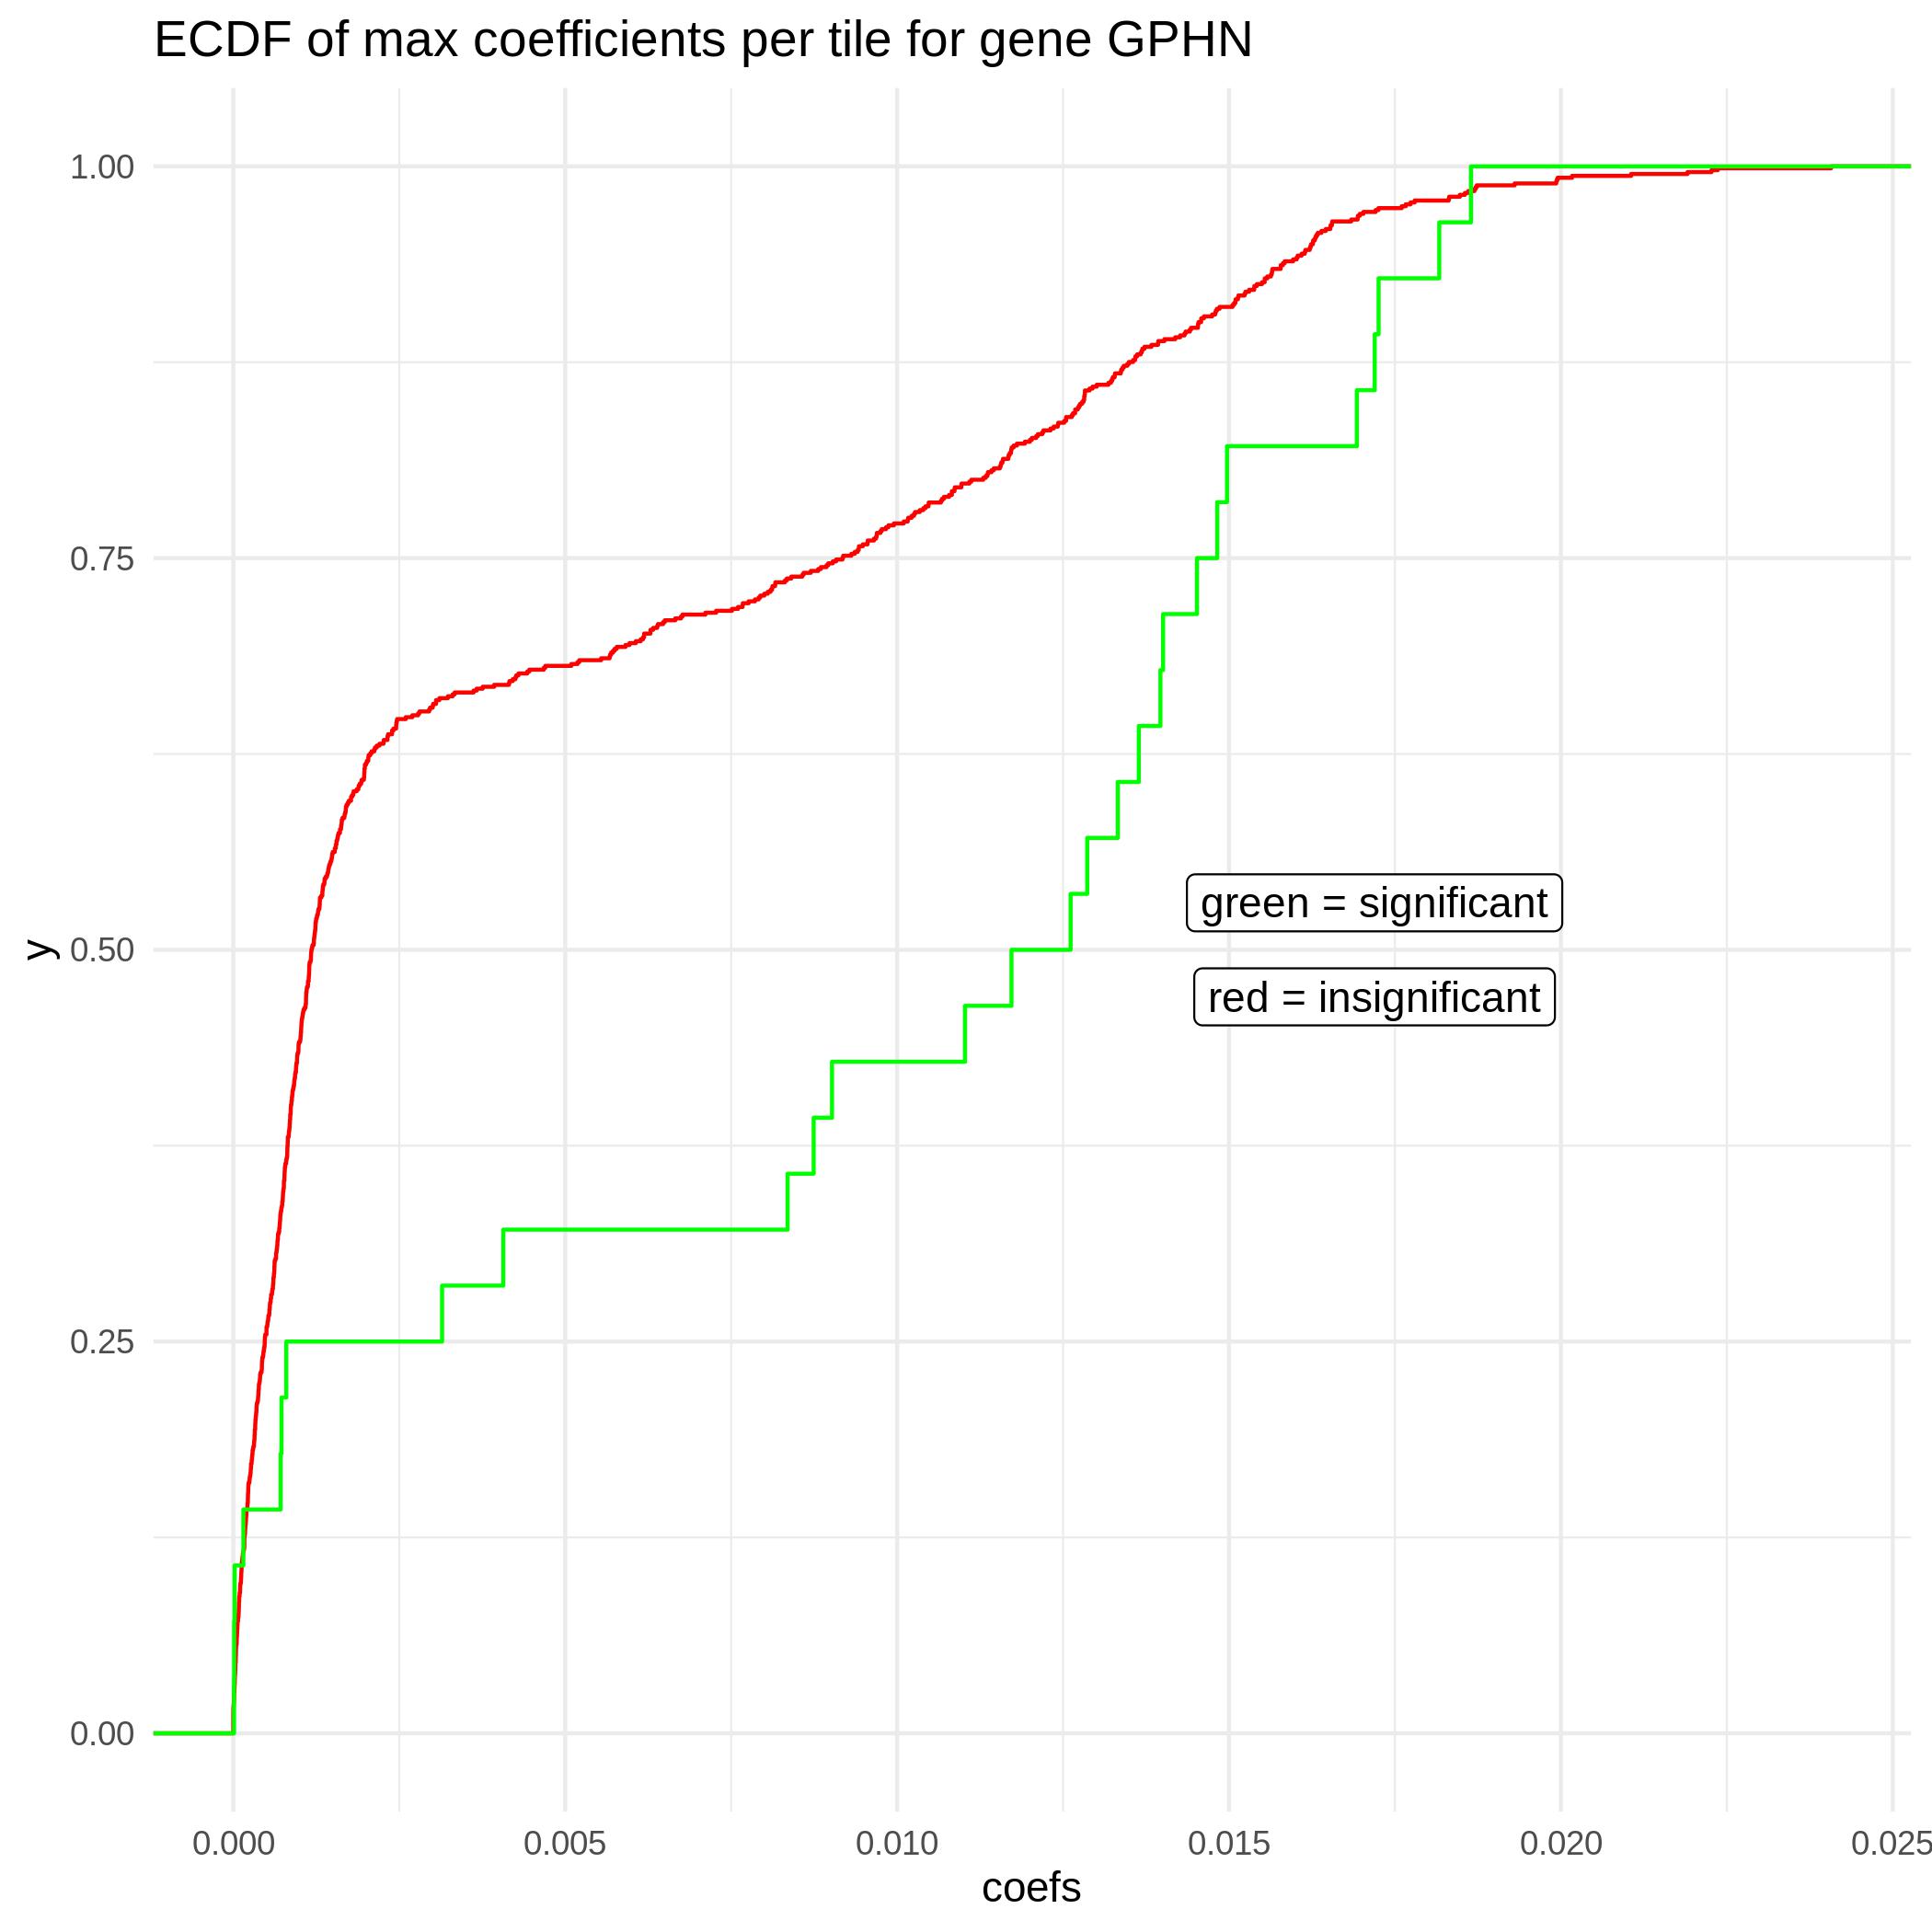 ECDF of max coefficients per tile for gene GPHN
1.00
0.75
0.50
0.25
0.00
y
green = significant
red = insignificant
0.000 0.005 0.010 0.015 0.020 0.025
coefs